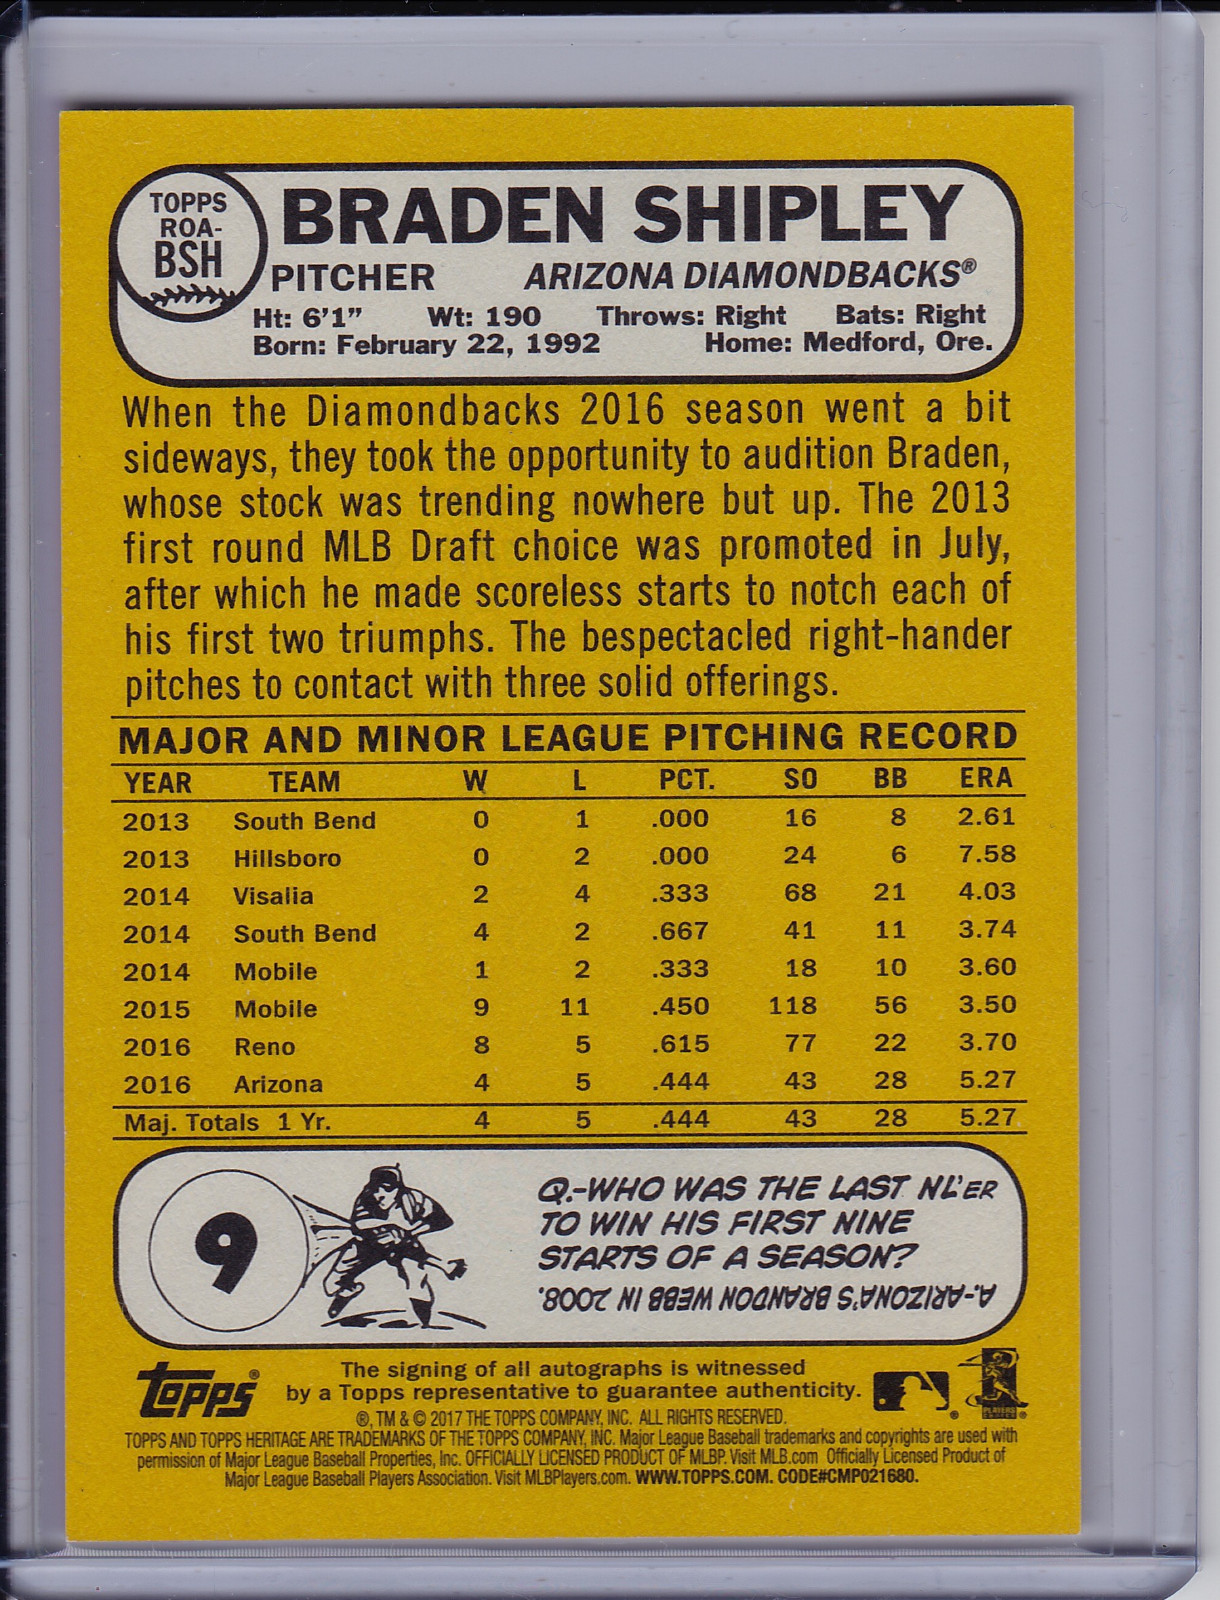 TOPPS
ROA-
BSH
BRADEN SHIPLEY
PITCHER ARIZONA DIAMONDBACKS®
Ht: 6'1” Wt: 190 Throws: Right Bats: Right
Born: February 22, 1992 Home: Medford, Ore.
When the Diamondbacks 2016 season went a bit
sideways, they took the opportunity to audition Braden,
whose stock was trending nowhere but up. The 2013
first round MLB Draft choice was promoted in July,
after which he made scoreless starts to notch each of
his first two triumphs. The bespectacled right-hander
pitches to contact with three solid offerings.
MAJOR AND MINOR LEAGUE PITCHING RECORD
YEAR TEAM W L PCT. SO BB ERA
2013 South Bend 0 1 .000 16 8 2.61
2013 Hillsboro 0 2 .000 24 6 7.58
2014 Visalia 2 4 .333 68 21 4.03
2014 South Bend 4 2 .667 41 11 3.74
2014 Mobile 1 2 .333 18 10 3.60
2015 Mobile 9 11 .450 118 56 3.50
2016 Reno 8 5 .615 77 22 3.70
2016 Arizona 4 5 .444 43 28 5.27
Maj. Totals 1 Yr. 4 5 .444 43 28 5.27
9
Q.-WHO WAS THE LAST NL'ER
TO WIN HIS FIRST NINE
STARTS OF A SEASON?
A.-ARIZONA'S BRANDON WEBB IN 2008.
Topps®
The signing of all autographs is witnessed
by a Topps representative to guarantee authenticity.
®, TM & © 2017 THE TOPPS COMPANY, INC. ALL RIGHTS RESERVED.
TOPPS AND TOPPS HERITAGE ARE TRADEMARKS OF THE TOPPS COMPANY, INC. Major League Baseball trademarks and copyrights are used with
permission of Major League Baseball Properties, Inc. OFFICIALLY LICENSED PRODUCT OF MLBP. Visit MLB.com Officially Licensed Product of
Major League Baseball Players Association. Visit MLBPlayers.com. WWW.TOPPS.COM. CODE#CMP021680.